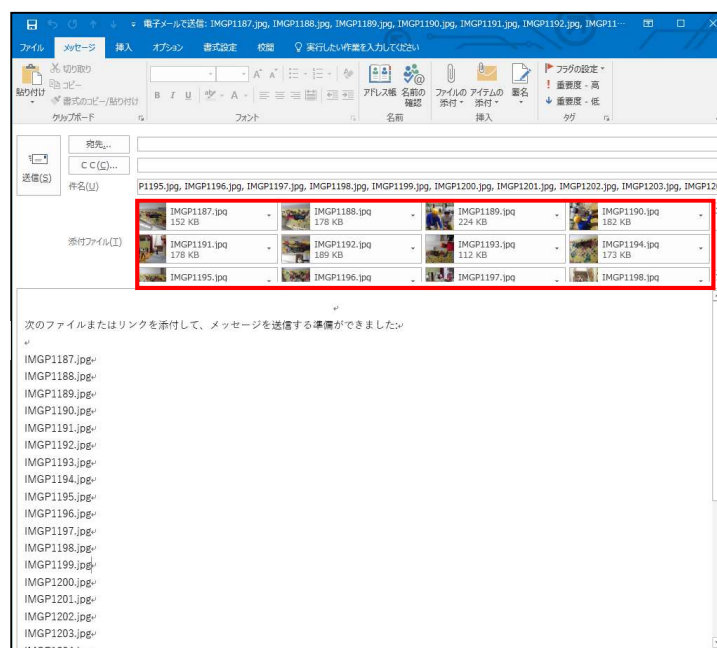 電子メールで送信: IMGP1187.jpg, IMGP1188.jpg, IMGP1189.jpg, IMGP1190.jpg, IMGP1191.jpg, IMGP1192.jpg, IMGP11…
ファイル メッセージ 挿入 オプション 書式設定 校閲 実行したい作業を入力してください
貼り付け 切り取り コピー 書式のコピー/貼り付け
B I U A
アドレス帳 名前の確認 ファイルの添付 アイテムの添付 署名
フラグの設定
! 重要度 - 高
重要度 - 低
クリップボード フォント 名前 挿入 タグ
送信(S)
宛先...
CC(C)...
件名(U) P1195.jpg, IMGP1196.jpg, IMGP1197.jpg, IMGP1198.jpg, IMGP1199.jpg, IMGP1200.jpg, IMGP1201.jpg, IMGP1202.jpg, IMGP1203.jpg, IMGP12
添付ファイル(T)
IMGP1187.jpg 152 KB IMGP1188.jpg 178 KB IMGP1189.jpg 224 KB IMGP1190.jpg 182 KB
IMGP1191.jpg 178 KB IMGP1192.jpg 189 KB IMGP1193.jpg 112 KB IMGP1194.jpg 173 KB
IMGP1195.jpg IMGP1196.jpg IMGP1197.jpg IMGP1198.jpg
次のファイルまたはリンクを添付して、メッセージを送信する準備ができました:
IMGP1187.jpg
IMGP1188.jpg
IMGP1189.jpg
IMGP1190.jpg
IMGP1191.jpg
IMGP1192.jpg
IMGP1193.jpg
IMGP1194.jpg
IMGP1195.jpg
IMGP1196.jpg
IMGP1197.jpg
IMGP1198.jpg
IMGP1199.jpg
IMGP1200.jpg
IMGP1201.jpg
IMGP1202.jpg
IMGP1203.jpg